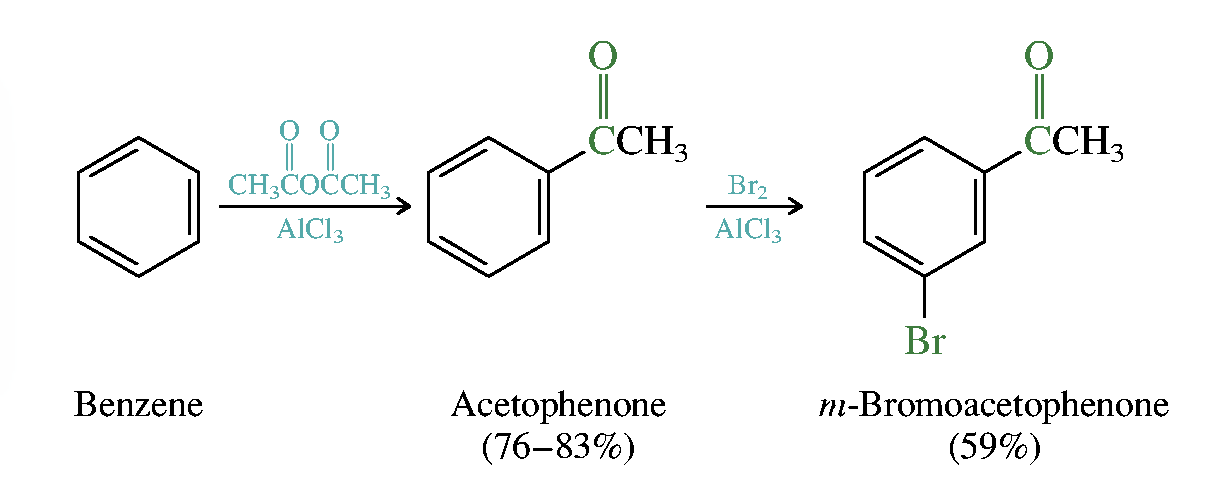 O
O
O O
CH₃COCCH₃
AlCl₃
CCH₃
Br₂
AlCl₃
CCH₃
Br
Benzene
Acetophenone
m-Bromoacetophenone
(76–83%)
(59%)